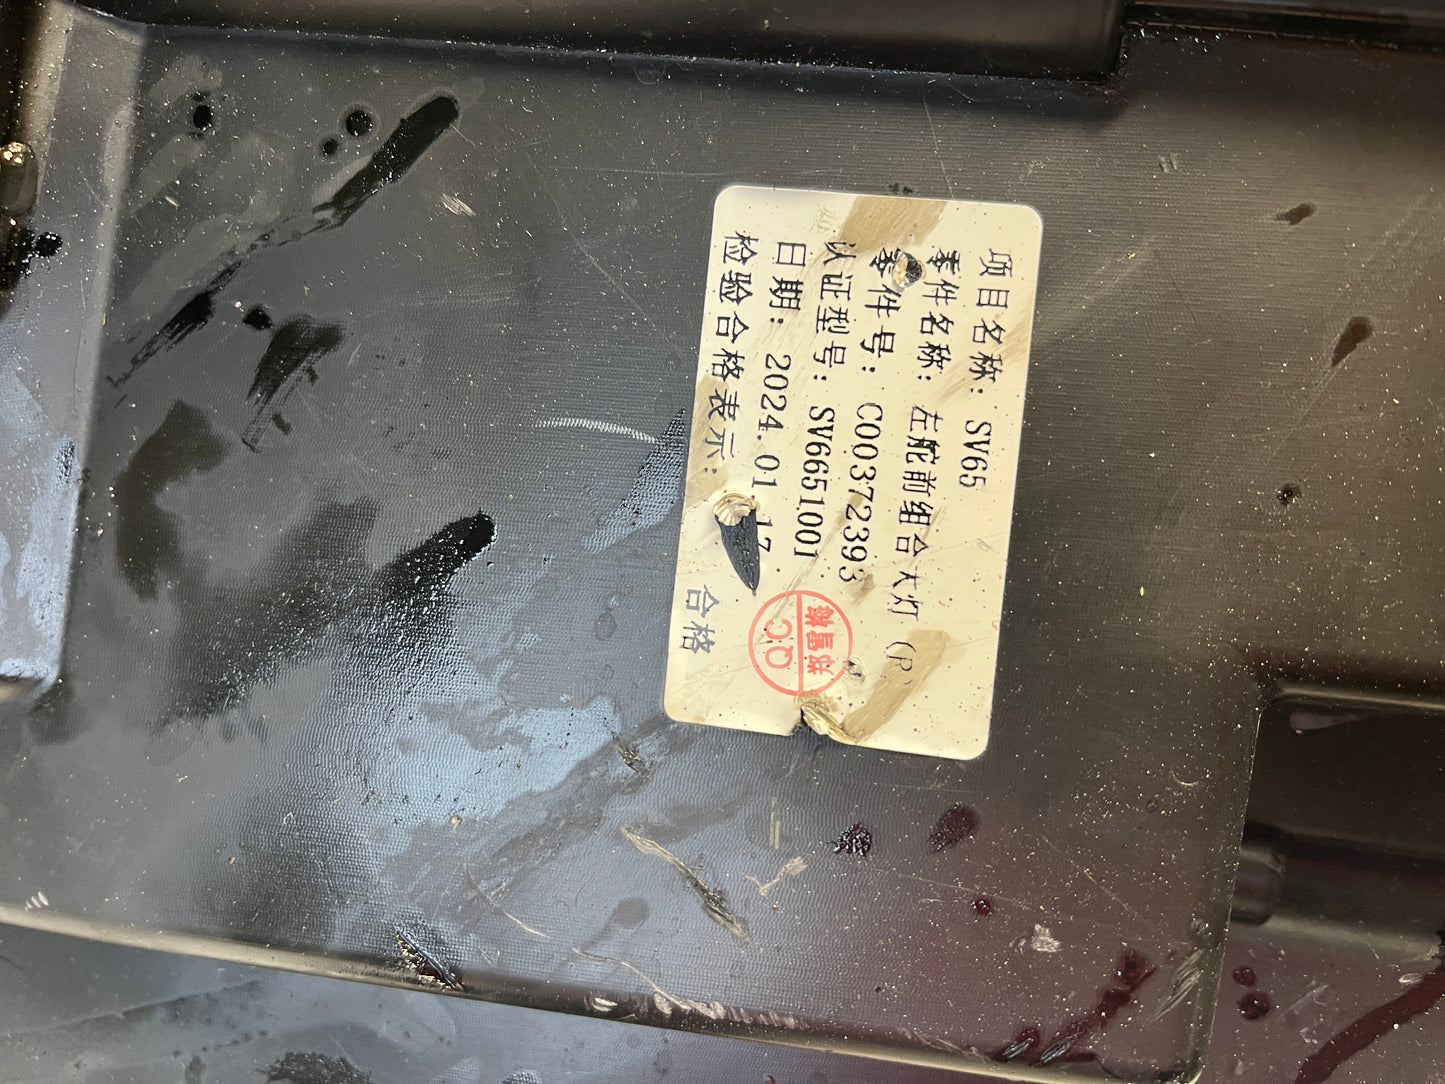 项目名称: SV65
零件名称: 左舵前组合大灯 (P
零件号: C00372393
认证型号: SV6651001
日期: 2024.01.17
检验合格表示: 合格
QC